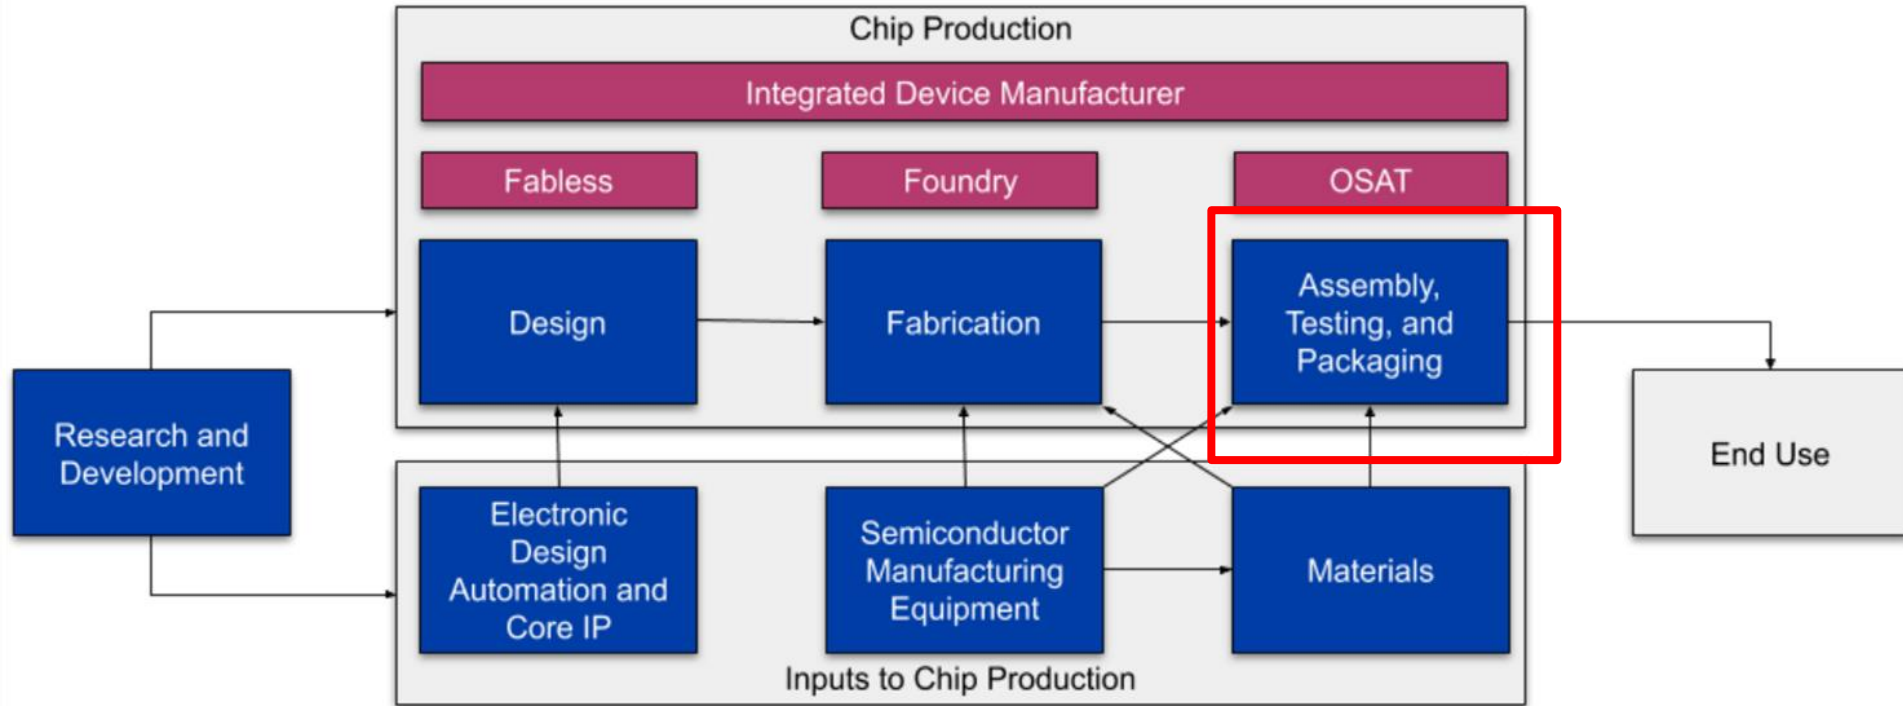 Chip Production
Integrated Device Manufacturer
Fabless
Foundry
OSAT
Design
Fabrication
Assembly,
Testing, and
Packaging
Research and
Development
End Use
Electronic
Design
Automation and
Core IP
Semiconductor
Manufacturing
Equipment
Materials
Inputs to Chip Production